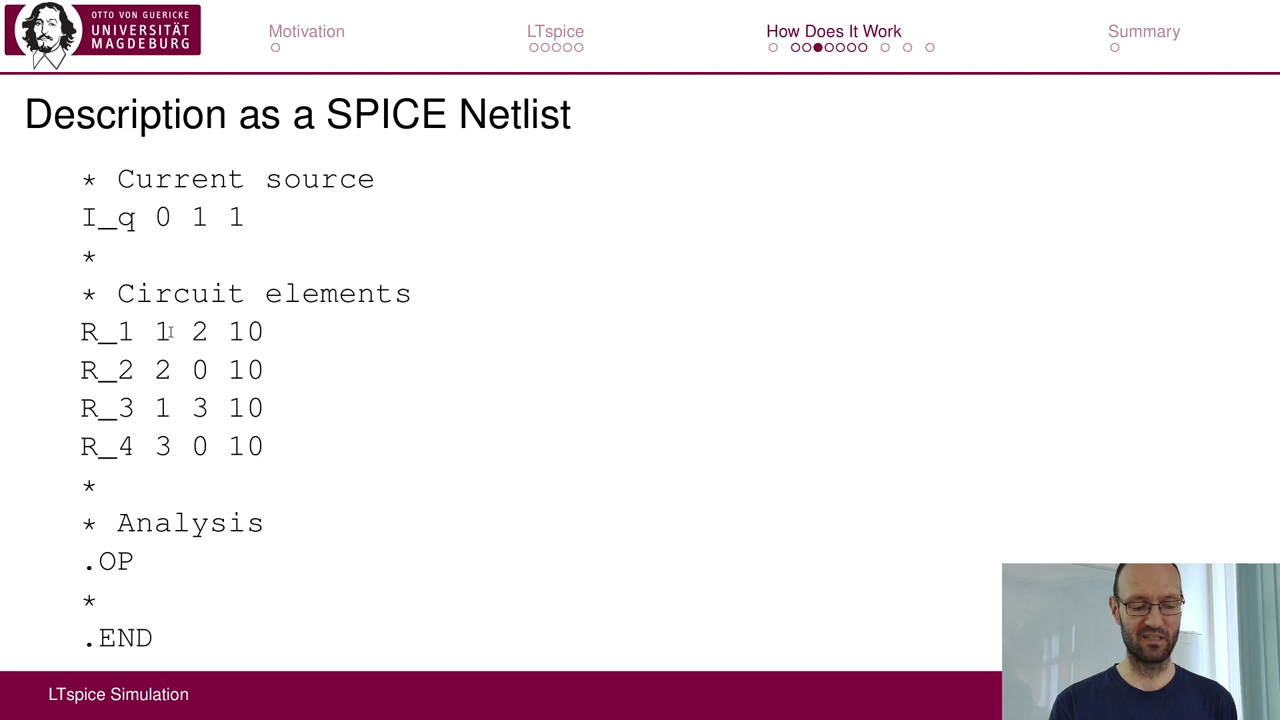 OTTO VON GUERICKE
UNIVERSITÄT
MAGDEBURG
Motivation
LTspice
How Does It Work
Summary
Description as a SPICE Netlist
* Current source
I_q 0 1 1
*
* Circuit elements
R_1 1 2 10
R_2 2 0 10
R_3 1 3 10
R_4 3 0 10
*
* Analysis
.OP
*
.END
LTspice Simulation